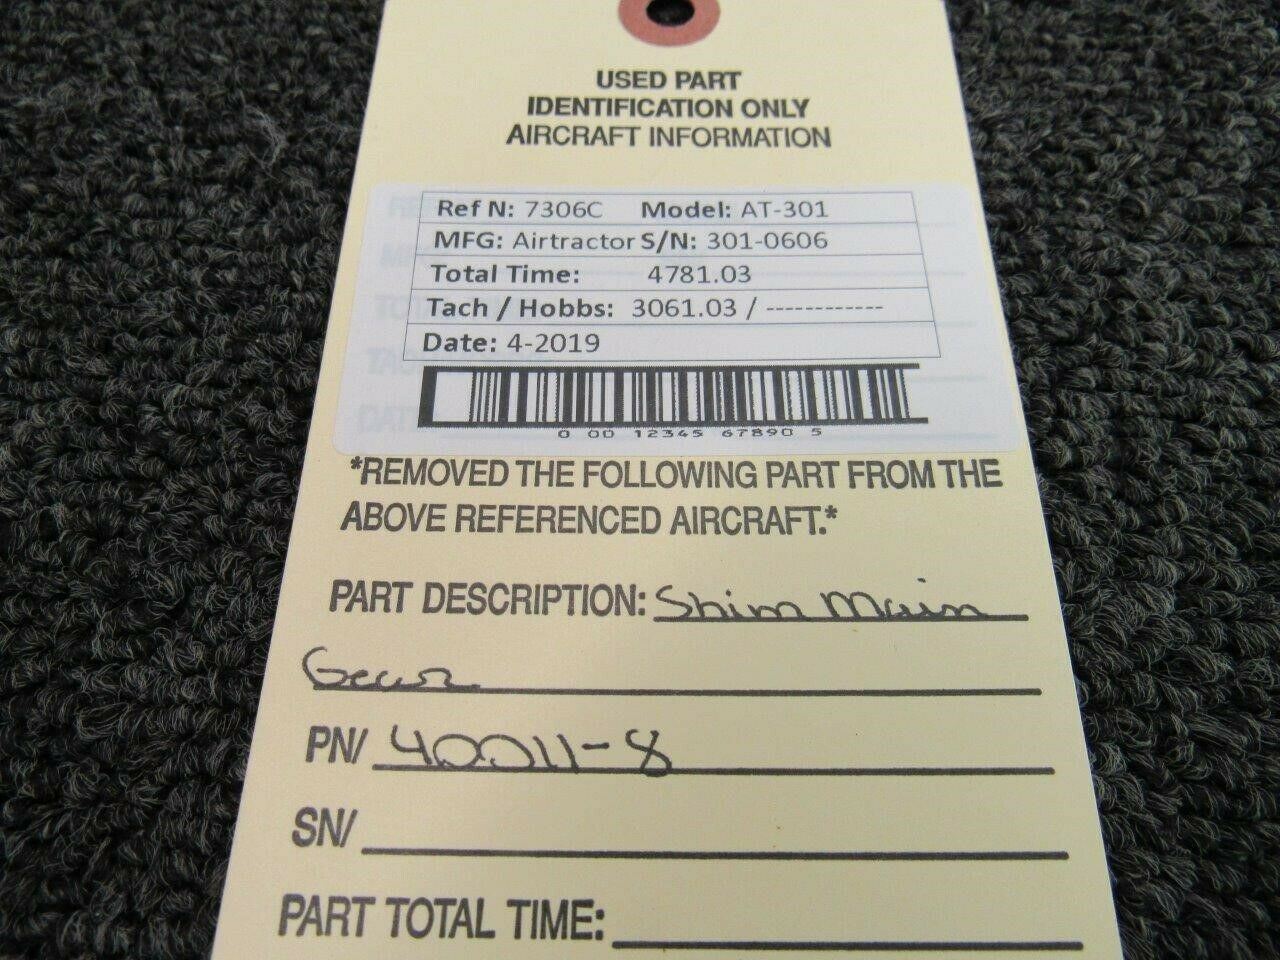 USED PART
IDENTIFICATION ONLY
AIRCRAFT INFORMATION
Ref N: 7306C Model: AT-301
MFG: Airtractor S/N: 301-0606
Total Time: 4781.03
Tach / Hobbs: 3061.03 / ------------
Date: 4-2019
0 00 12345 67890 5
*REMOVED THE FOLLOWING PART FROM THE
ABOVE REFERENCED AIRCRAFT.*
PART DESCRIPTION: Shim Main
Gear
PN/ 40011-8
SN/
PART TOTAL TIME: